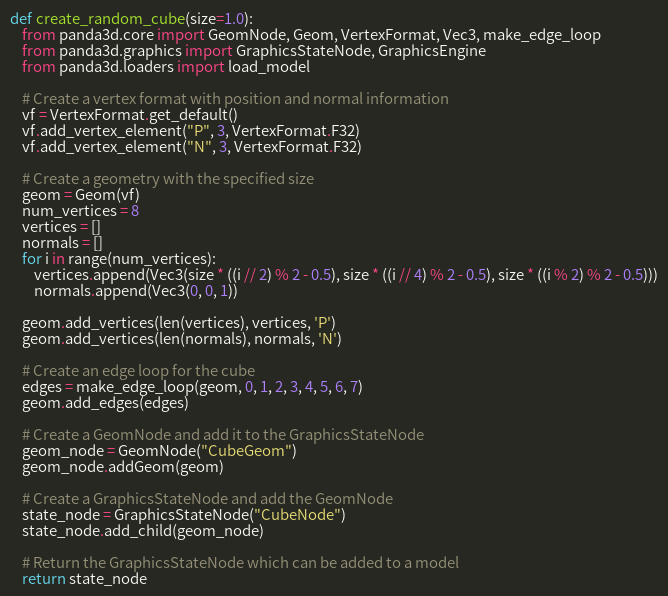 def create_random_cube(size=1.0):
from panda3d.core import GeomNode, Geom, VertexFormat, Vec3, make_edge_loop
from panda3d.graphics import GraphicsStateNode, GraphicsEngine
from panda3d.loaders import load_model
# Create a vertex format with position and normal information
vf = VertexFormat.get_default()
vf.add_vertex_element("P", 3, VertexFormat.F32)
vf.add_vertex_element("N", 3, VertexFormat.F32)
# Create a geometry with the specified size
geom = Geom(vf)
num_vertices = 8
vertices = []
normals = []
for i in range(num_vertices):
vertices.append(Vec3(size * ((i // 2) % 2 - 0.5), size * ((i // 4) % 2 - 0.5), size * ((i % 2) % 2 - 0.5)))
normals.append(Vec3(0, 0, 1))
geom.add_vertices(len(vertices), vertices, 'P')
geom.add_vertices(len(normals), normals, 'N')
# Create an edge loop for the cube
edges = make_edge_loop(geom, 0, 1, 2, 3, 4, 5, 6, 7)
geom.add_edges(edges)
# Create a GeomNode and add it to the GraphicsStateNode
geom_node = GeomNode("CubeGeom")
geom_node.addGeom(geom)
# Create a GraphicsStateNode and add the GeomNode
state_node = GraphicsStateNode("CubeNode")
state_node.add_child(geom_node)
# Return the GraphicsStateNode which can be added to a model
return state_node